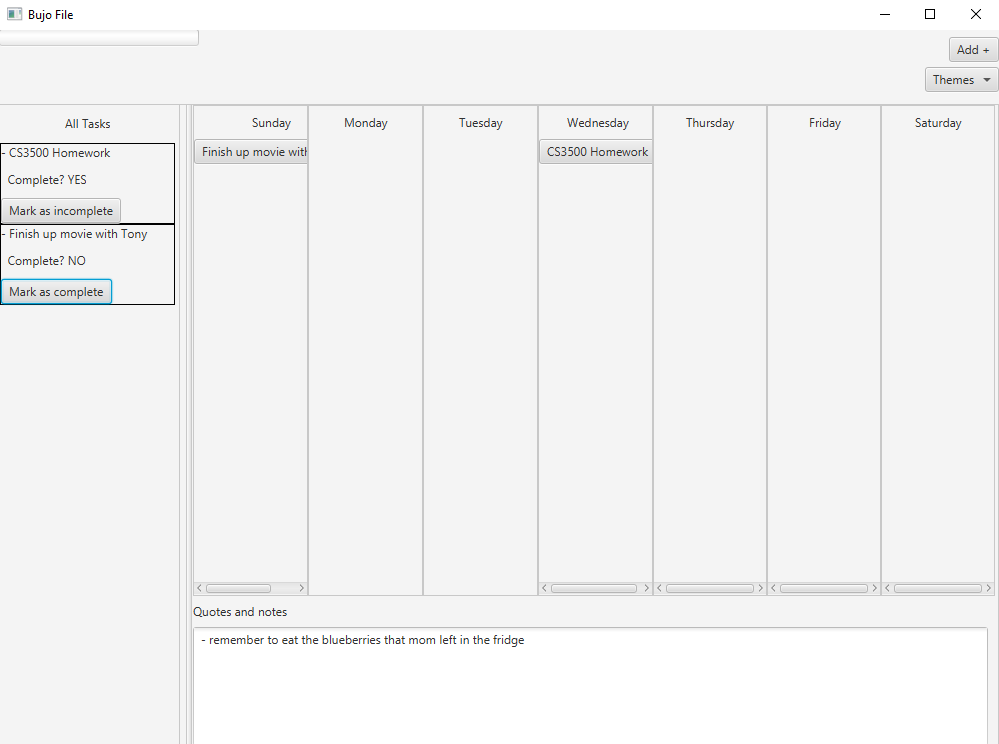 Bujo File
Add +
Themes
All Tasks
- CS3500 Homework
Complete? YES
Mark as incomplete
- Finish up movie with Tony
Complete? NO
Mark as complete
Sunday Monday Tuesday Wednesday Thursday Friday Saturday
Finish up movie with CS3500 Homework
Quotes and notes
- remember to eat the blueberries that mom left in the fridge